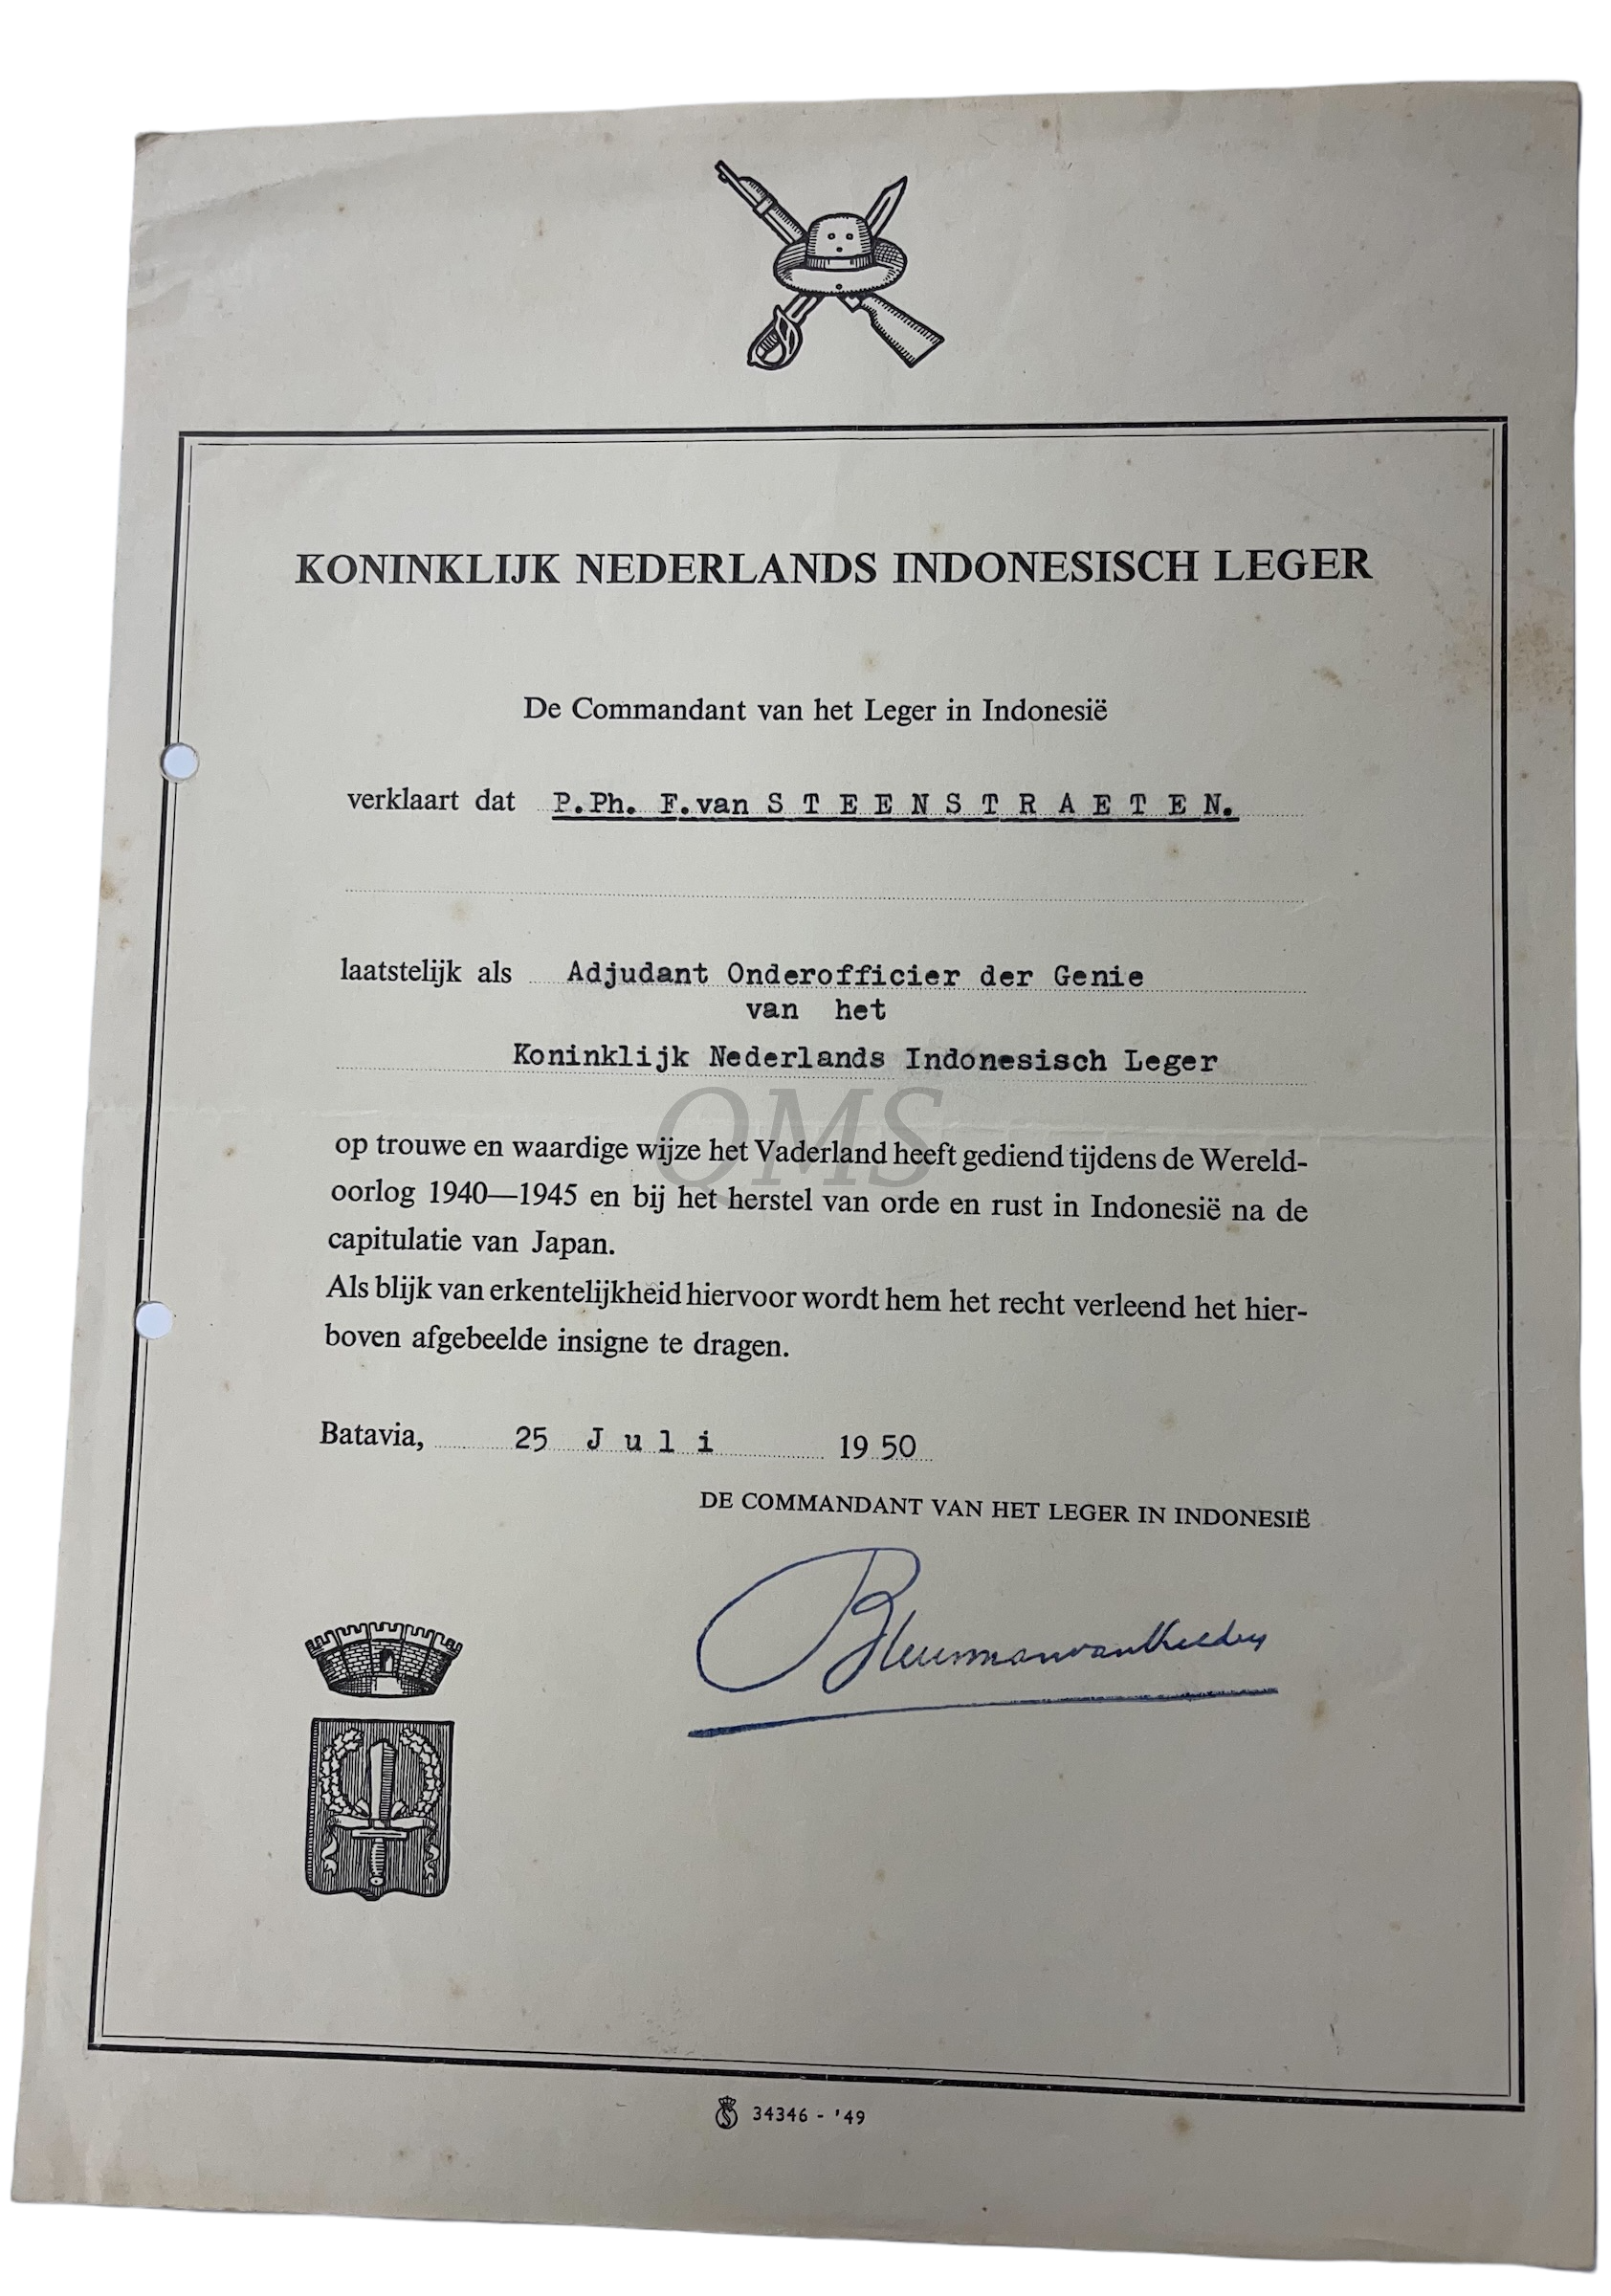 KONINKLIJK NEDERLANDS INDONESISCH LEGER
De Commandant van het Leger in Indonesië
verklaart dat P.Ph. F.van S T E E N S T R A E T E N.
laatstelijk als Adjudant Onderofficier der Genie
van het
Koninklijk Nederlands Indonesisch Leger
QMS
op trouwe en waardige wijze het Vaderland heeft gediend tijdens de Wereld-
oorlog 1940—1945 en bij het herstel van orde en rust in Indonesië na de
capitulatie van Japan.
Als blijk van erkentelijkheid hiervoor wordt hem het recht verleend het hier-
boven afgebeelde insigne te dragen.
Batavia, 25 J u l i 19 50
DE COMMANDANT VAN HET LEGER IN INDONESIË
34346 - '49